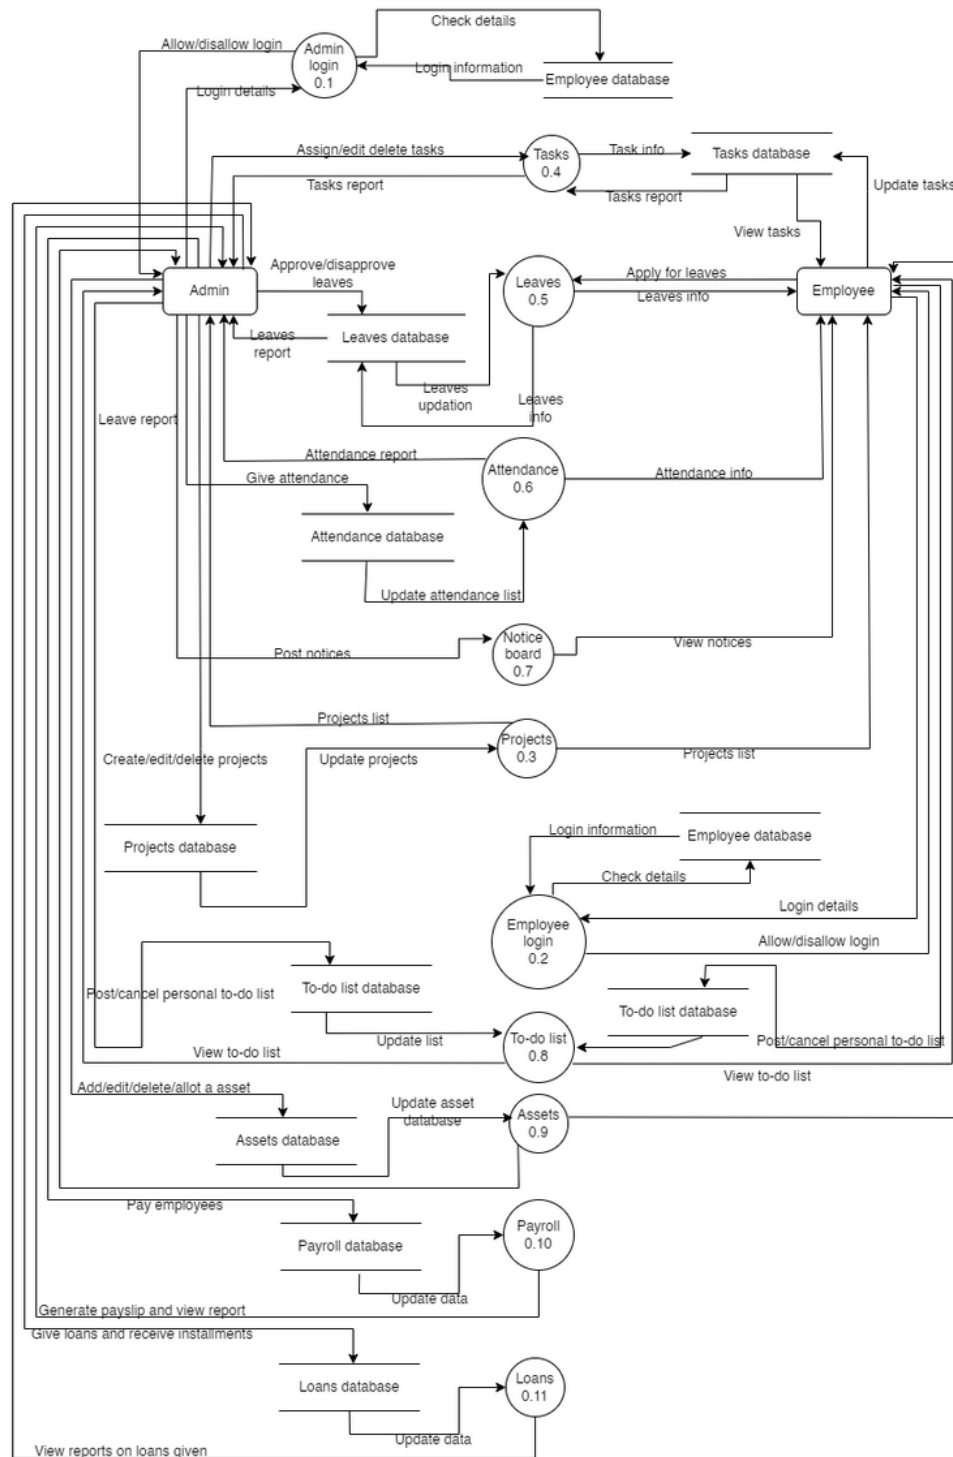 Check details
Allow/disallow login
Admin
login
0.1
Login information
Employee database
Login details
Assign/edit delete tasks
Tasks
0.4
Task info
Tasks database
Tasks report
Tasks report
Update tasks
View tasks
Approve/disapprove
leaves
Admin
Leaves
0.5
Apply for leaves
Leaves info
Employee
Leaves
report
Leaves database
Leaves
updation
Leaves
info
Leave report
Attendance report
Give attendance
Attendance
0.6
Attendance info
Attendance database
Update attendance list
Post notices
Notice
board
0.7
View notices
Projects list
Create/edit/delete projects
Update projects
Projects
0.3
Projects list
Projects database
Login information
Employee database
Check details
Login details
Employee
login
0.2
Allow/disallow login
Post/cancel personal to-do list
To-do list database
To-do list database
Update list
To-do list
0.8
Post/cancel personal to-do list
View to-do list
View to-do list
Add/edit/delete/allot a asset
Update asset
database
Assets
0.9
Assets database
Pay employees
Payroll database
Payroll
0.10
Update data
Generate payslip and view report
Give loans and receive installments
Loans database
Loans
0.11
Update data
View reports on loans given